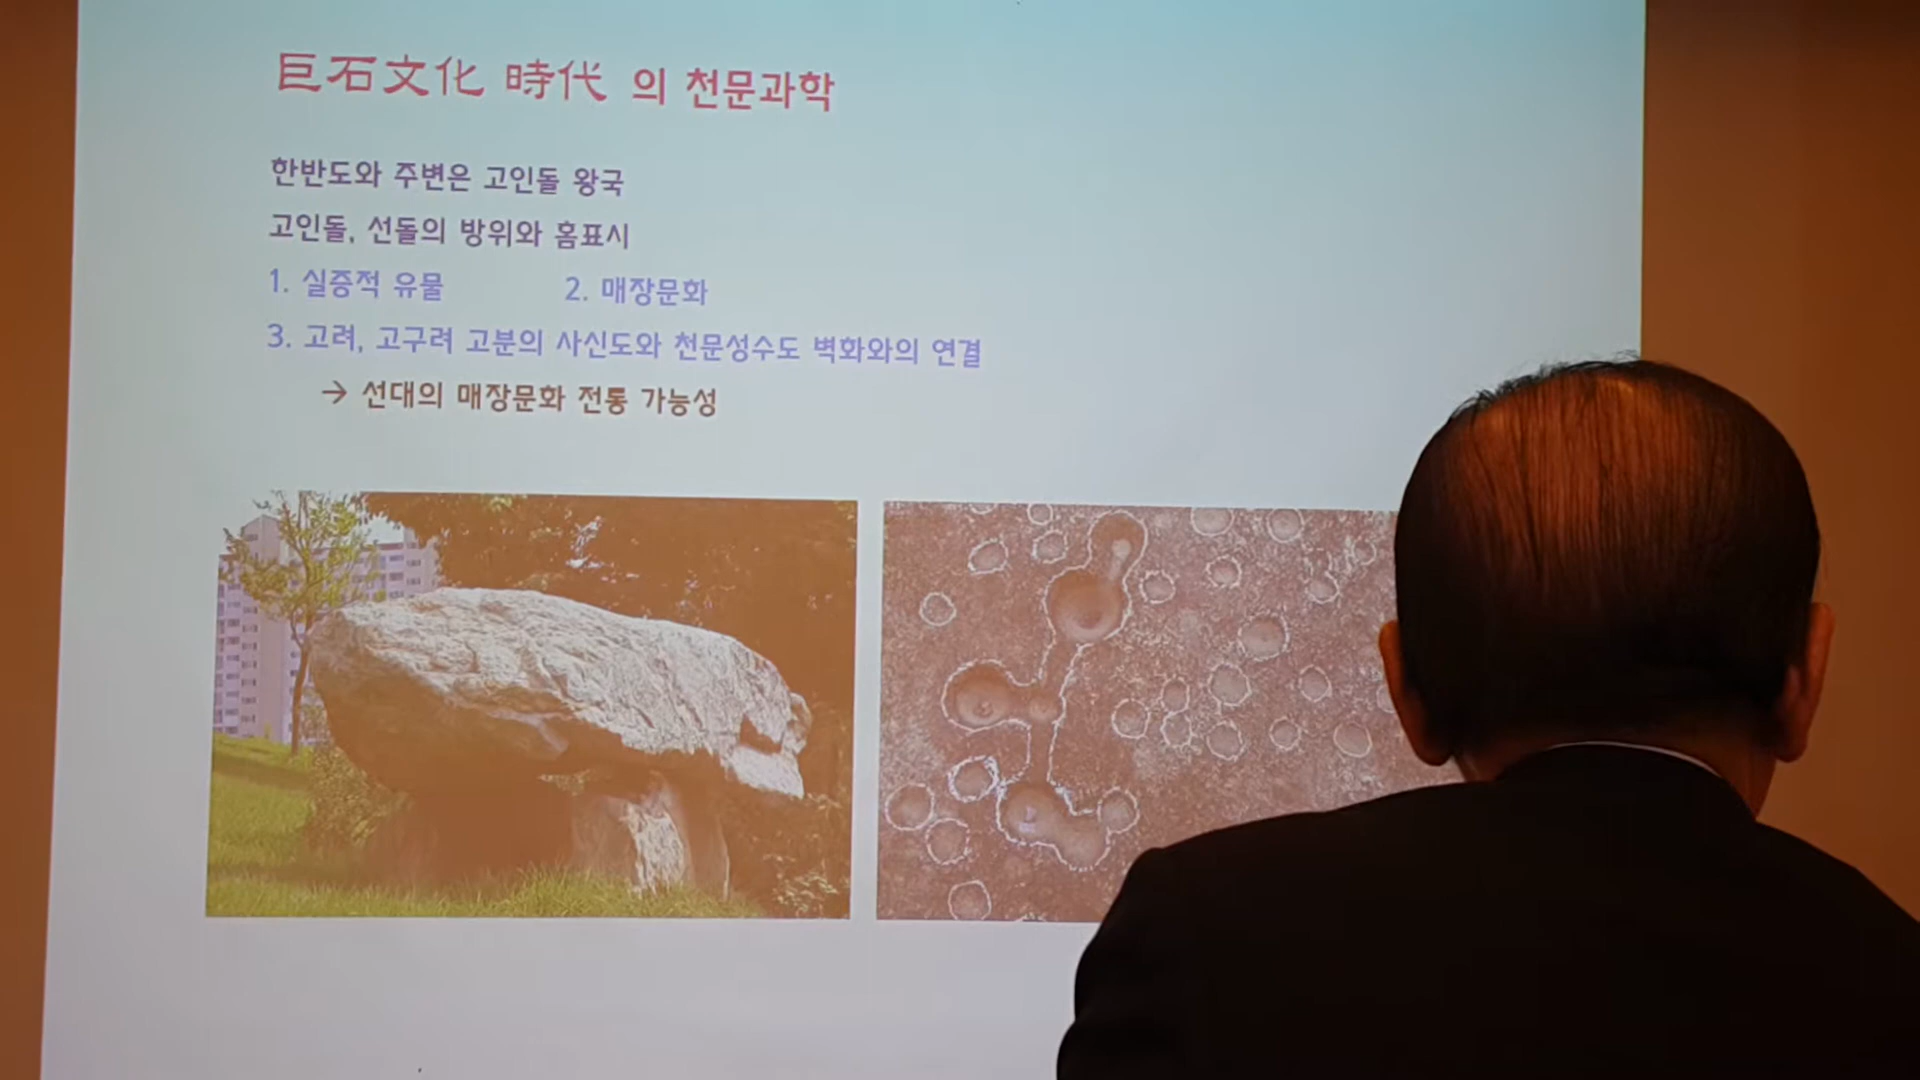 巨石文化 時代 의 천문과학
한반도와 주변은 고인돌 왕국
고인돌, 선돌의 방위와 홈표시
1. 실증적 유물 2. 매장문화
3. 고려, 고구려 고분의 사신도와 천문성수도 벽화와의 연결
→ 선대의 매장문화 전통 가능성